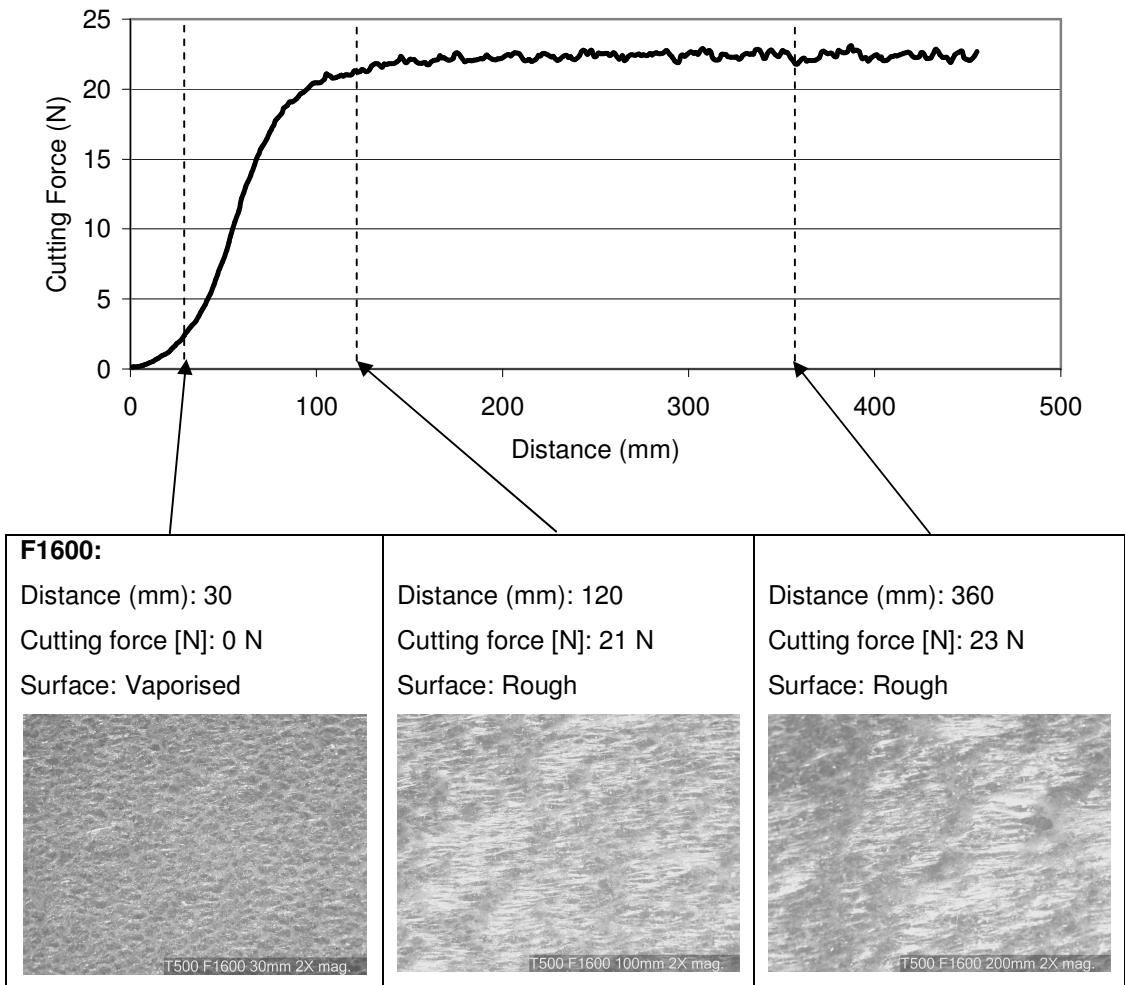 25
20
15
10
5
0
Cutting Force (N)
0 100 200 300 400 500
Distance (mm)
F1600:
Distance (mm): 30
Cutting force [N]: 0 N
Surface: Vaporised
T500 F1600 30mm 2X mag.
Distance (mm): 120
Cutting force [N]: 21 N
Surface: Rough
T500 F1600 100mm 2X mag.
Distance (mm): 360
Cutting force [N]: 23 N
Surface: Rough
T500 F1600 200mm 2X mag.